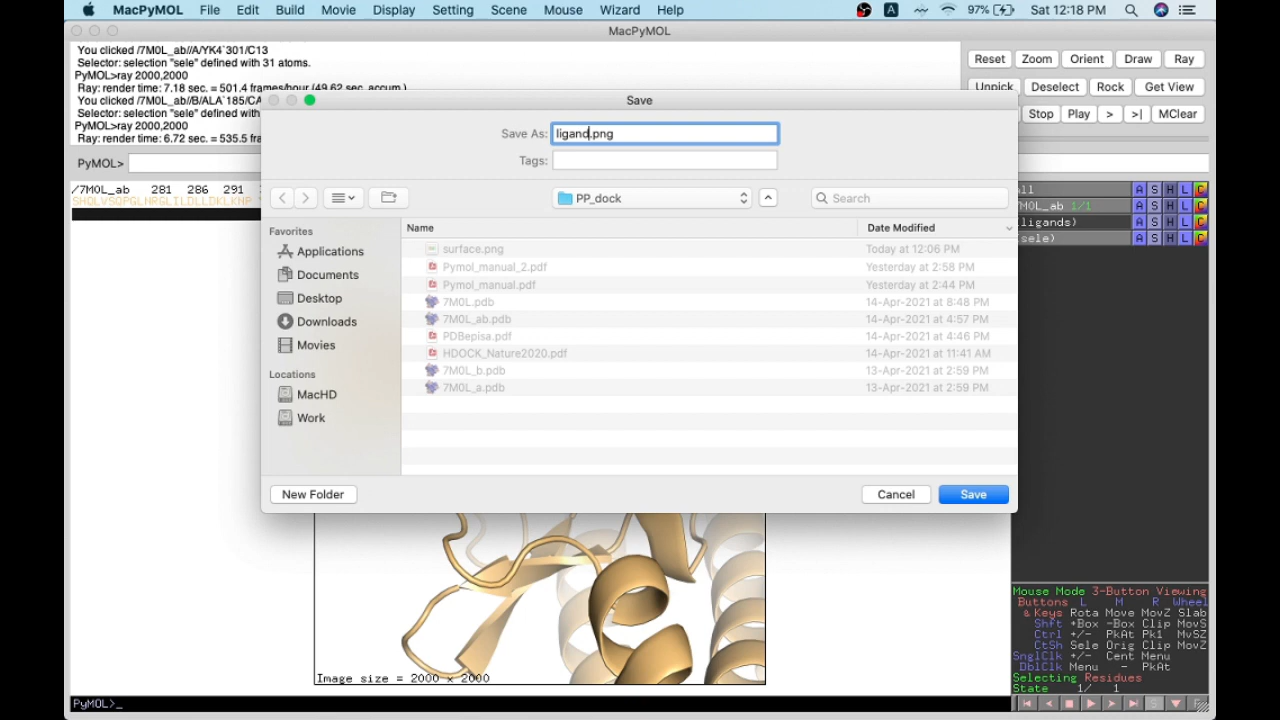 MacPyMOL File Edit Build Movie Display Setting Scene Mouse Wizard Help A 97% Sat 12:18 PM
MacPyMOL
You clicked /7M0L_ab//A/YK4`301/C13
Selector: selection "sele" defined with 31 atoms.
PyMOL>ray 2000,2000
Ray: render time: 7.18 sec. = 501.4 frames/hour (49.62 sec. accum.)
You clicked /7M0L_ab//B/ALA`185/CA
Selector: selection "sele" defined
PyMOL>ray 2000,2000
Ray: render time: 6.72 sec. = 535.5
Reset Zoom Orient Draw Ray
Unpick Deselect Rock Get View
Stop Play > >| MClear
PyMOL>
/7M0L_ab 281 286 291
SHQLVSQPGLNRGLILDLLDKLKNP
Save
Save As: ligand.png
Tags:
PP_dock
Search
Favorites
Applications
Documents
Desktop
Downloads
Movies
Locations
MacHD
Work
Name Date Modified
surface.png Today at 12:06 PM
Pymol_manual_2.pdf Yesterday at 2:58 PM
Pymol_manual.pdf Yesterday at 2:44 PM
7M0L.pdb 14-Apr-2021 at 8:48 PM
7M0L_ab.pdb 14-Apr-2021 at 4:57 PM
PDBepisa.pdf 14-Apr-2021 at 4:46 PM
HDOCK_Nature2020.pdf 14-Apr-2021 at 11:41 AM
7M0L_b.pdb 13-Apr-2021 at 2:59 PM
7M0L_a.pdb 13-Apr-2021 at 2:59 PM
New Folder Cancel Save
ll A S H L C
M0L_ab 1/1 A S H L C
ligands) A S H L C
sele) A S H L C
Image size = 2000 x 2000
Mouse Mode 3-Button Viewing
Buttons L M R Wheel
& Keys Rota Move MovZ Slab
Shft +Box -Box Clip MovS
Ctrl +/- PkAt Pk1 MvSZ
CtSh Sele Orig Clip MovZ
SnglClk +/- Cent Menu
DblClk Menu - PkAt
Selecting Residues
State 1/ 1
PyMOL>_
S F